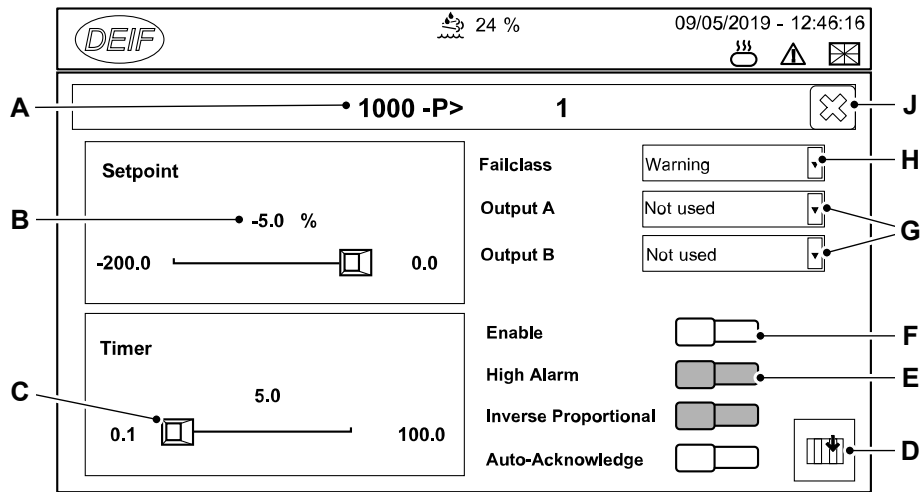 DEIF
24 %
09/05/2019 - 12:46:16
A
1000 -P> 1
J
Setpoint
B
-5.0 %
-200.0
0.0
Failclass
Warning
H
Output A
Not used
G
Output B
Not used
Timer
C
5.0
0.1
100.0
Enable
F
High Alarm
E
Inverse Proportional
Auto-Acknowledge
D